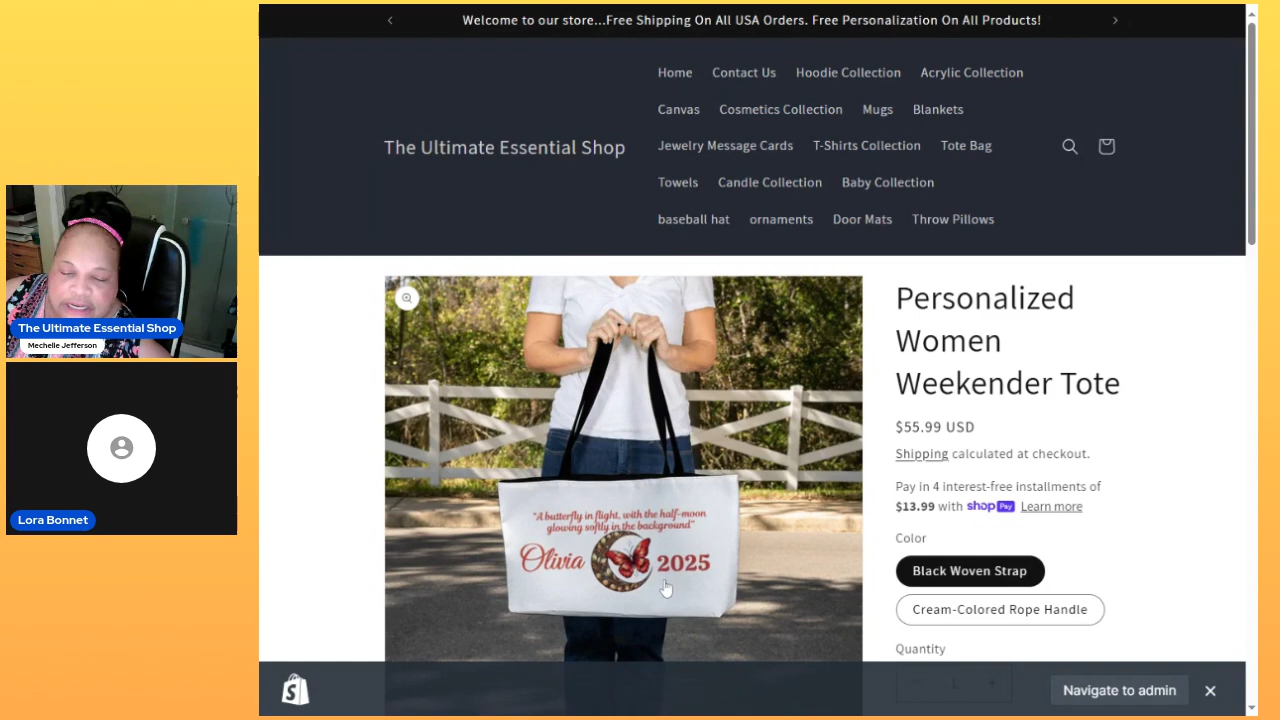 Welcome to our store...Free Shipping On All USA Orders. Free Personalization On All Products!
The Ultimate Essential Shop
Home Contact Us Hoodie Collection Acrylic Collection
Canvas Cosmetics Collection Mugs Blankets
Jewelry Message Cards T-Shirts Collection Tote Bag
Towels Candle Collection Baby Collection
baseball hat ornaments Door Mats Throw Pillows
The Ultimate Essential Shop
Mechelle Jefferson
Lora Bonnet
"A butterfly in flight, with the half-moon
glowing softly in the background"
Olivia 2025
Personalized
Women
Weekender Tote
$55.99 USD
Shipping calculated at checkout.
Pay in 4 interest-free installments of
$13.99 with shop Pay Learn more
Color
Black Woven Strap
Cream-Colored Rope Handle
Quantity
1 +
Navigate to admin